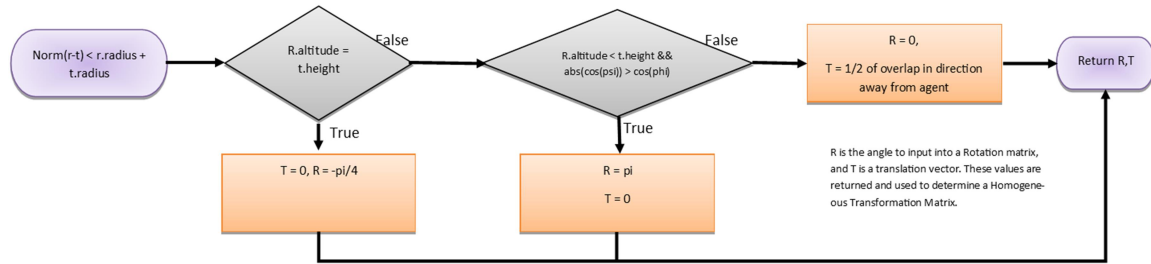 Norm(r-t) < r.radius +
t.radius
R.altitude =
t.height
False
True
T = 0, R = -pi/4
R.altitude < t.height &&
abs(cos(psi)) > cos(phi)
False
True
R = pi
T = 0
R = 0,
T = 1/2 of overlap in direction
away from agent
Return R,T
R is the angle to input into a Rotation matrix,
and T is a translation vector. These values are
returned and used to determine a Homogene-
ous Transformation Matrix.